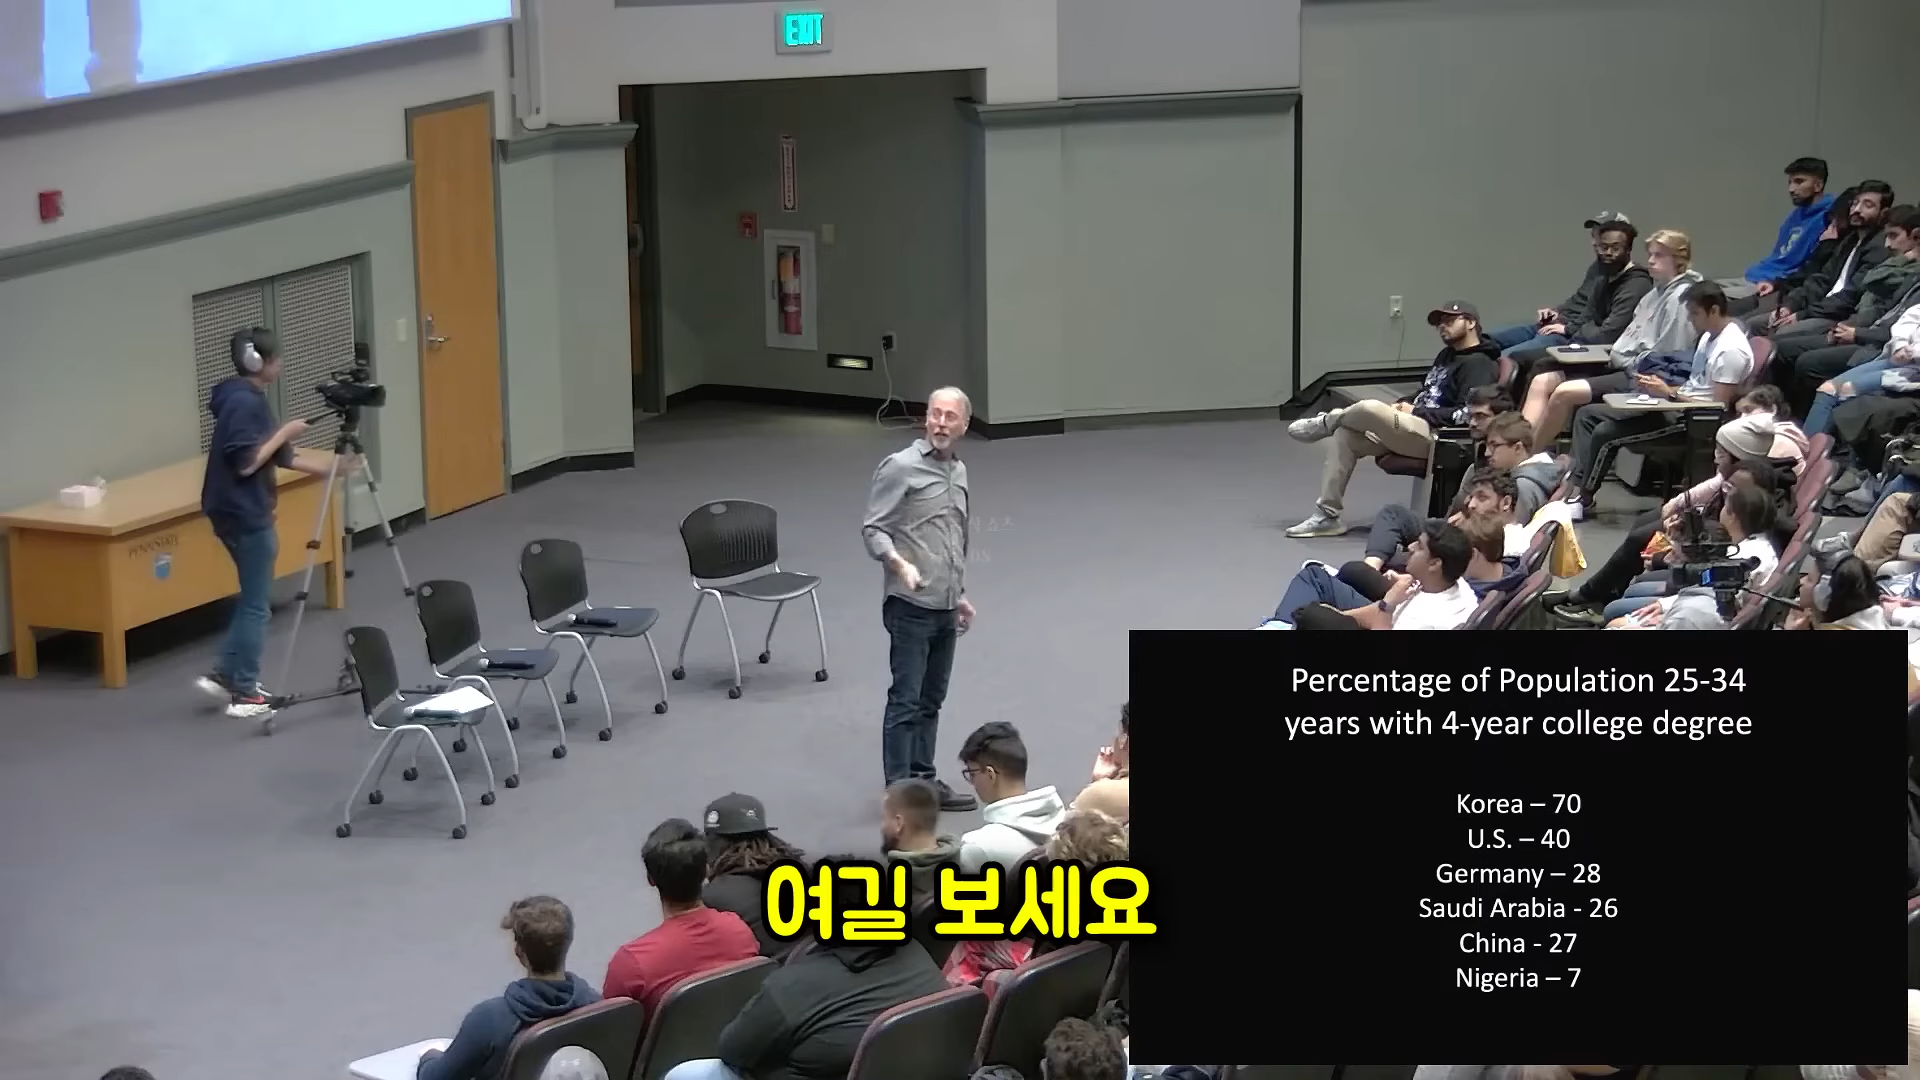 EXIT
PENNSTATE
Percentage of Population 25-34
years with 4-year college degree
Korea – 70
U.S. – 40
Germany – 28
Saudi Arabia - 26
China - 27
Nigeria – 7
여길 보세요